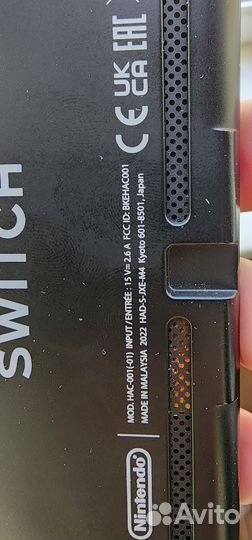 SWITCH
MOD. HAC-001(-01) INPUT/ENTRÉE : 15 V⎓ 2.6 A FCC ID: BKEHAC001
MADE IN MALAYSIA 2022 HAD-S-JXE-M4 Kyoto 601-8501, Japan
Nintendo
CE UK CA EAC
Avito